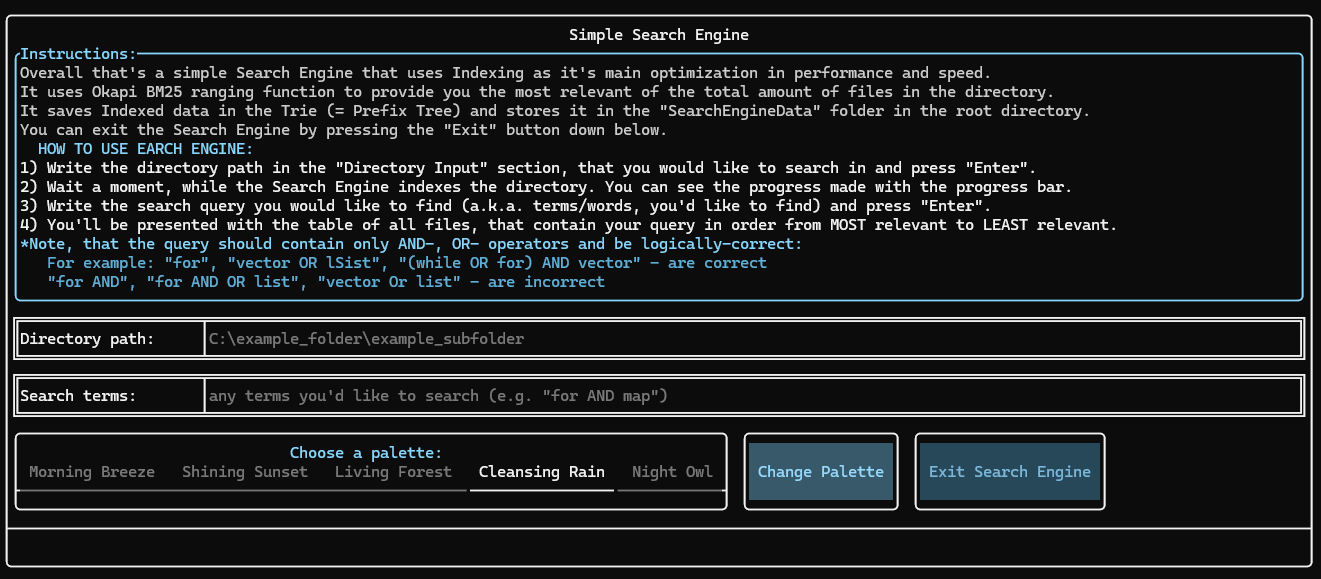 Simple Search Engine
Instructions:
Overall that's a simple Search Engine that uses Indexing as it's main optimization in performance and speed.
It uses Okapi BM25 ranging function to provide you the most relevant of the total amount of files in the directory.
It saves Indexed data in the Trie (= Prefix Tree) and stores it in the "SearchEngineData" folder in the root directory.
You can exit the Search Engine by pressing the "Exit" button down below.
HOW TO USE EARCH ENGINE:
1) Write the directory path in the "Directory Input" section, that you would like to search in and press "Enter".
2) Wait a moment, while the Search Engine indexes the directory. You can see the progress made with the progress bar.
3) Write the search query you would like to find (a.k.a. terms/words, you'd like to find) and press "Enter".
4) You'll be presented with the table of all files, that contain your query in order from MOST relevant to LEAST relevant.
*Note, that the query should contain only AND-, OR- operators and be logically-correct:
For example: "for", "vector OR lSist", "(while OR for) AND vector" - are correct
"for AND", "for AND OR list", "vector Or list" - are incorrect
Directory path: C:\example_folder\example_subfolder
Search terms: any terms you'd like to search (e.g. "for AND map")
Choose a palette:
Morning Breeze Shining Sunset Living Forest Cleansing Rain Night Owl Change Palette Exit Search Engine